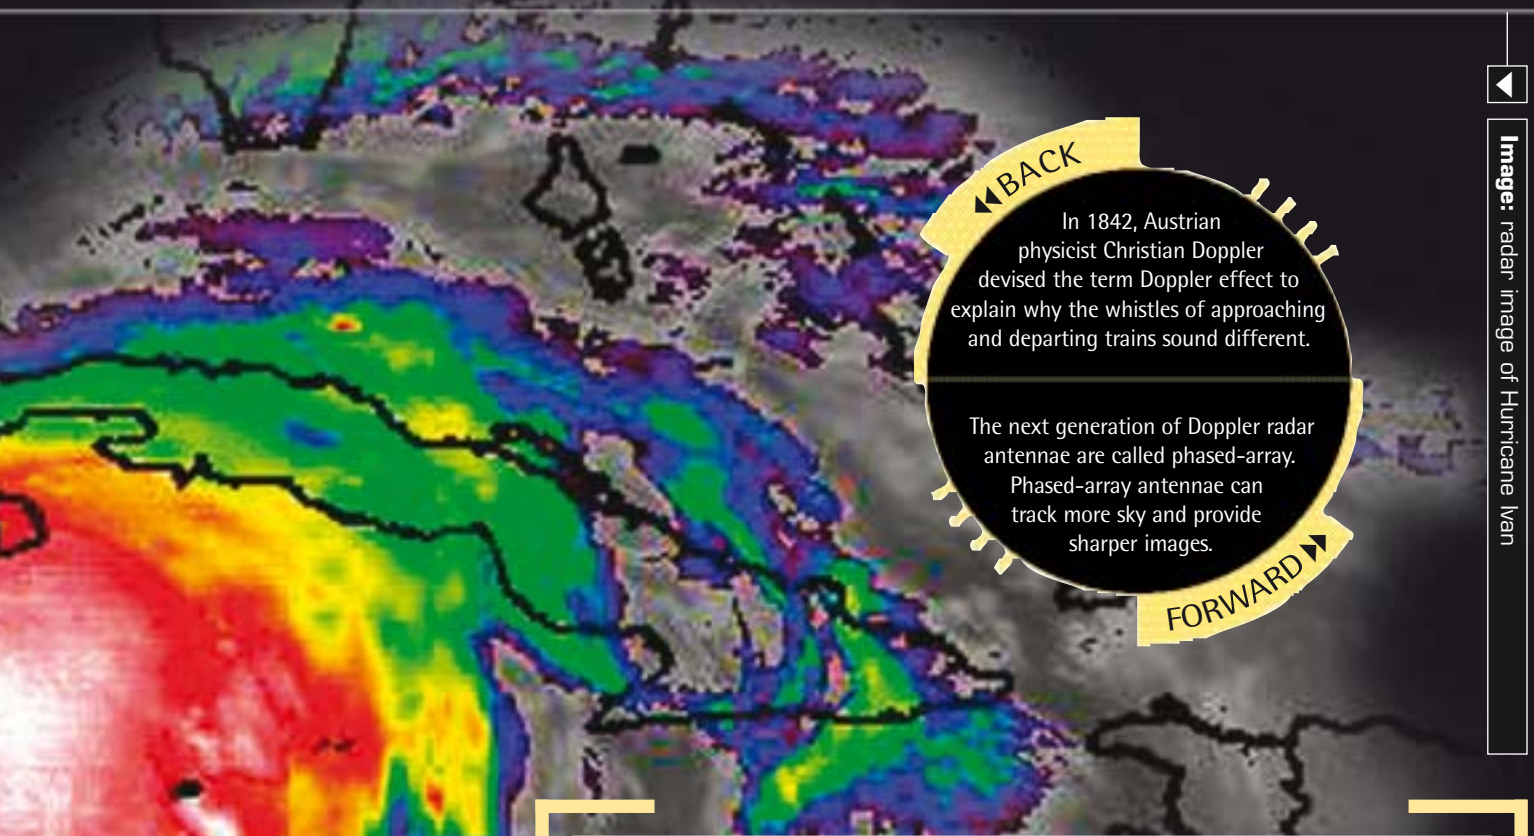 BACK
In 1842, Austrian
physicist Christian Doppler
devised the term Doppler effect to
explain why the whistles of approaching
and departing trains sound different.
The next generation of Doppler radar
antennae are called phased-array.
Phased-array antennae can
track more sky and provide
sharper images.
FORWARD
Image: radar image of Hurricane Ivan